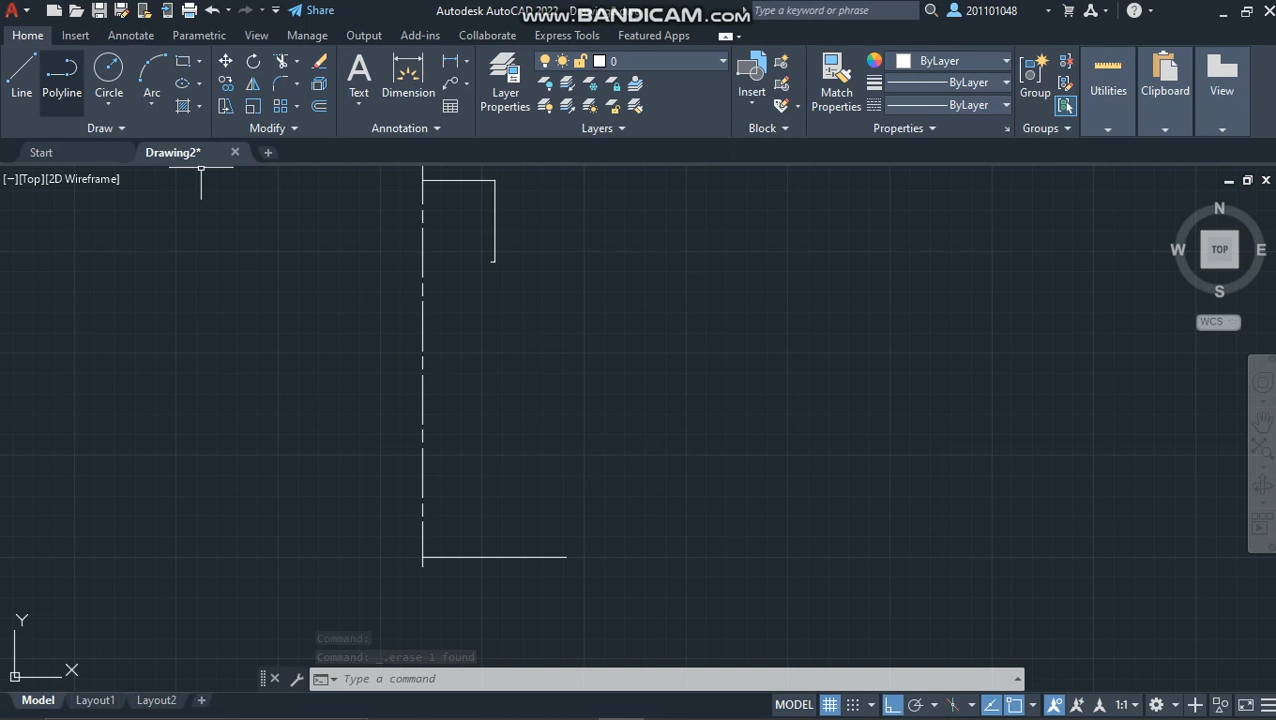 Share
Autodesk AutoCAD 2022
www.BANDICAM.com
Type a keyword or phrase
201101048
Home Insert Annotate Parametric View Manage Output Add-ins Collaborate Express Tools Featured Apps
Line Polyline Circle Arc
Text Dimension
Layer Properties
0
Insert
Match Properties
ByLayer
ByLayer
ByLayer
Group
Utilities Clipboard View
Draw Modify Annotation Layers Block Properties Groups
Start Drawing2*
[−][Top][2D Wireframe]
N
W TOP E
S
WCS
Y
X
Command:
Command: _.erase 1 found
Type a command
Model Layout1 Layout2
MODEL 1:1